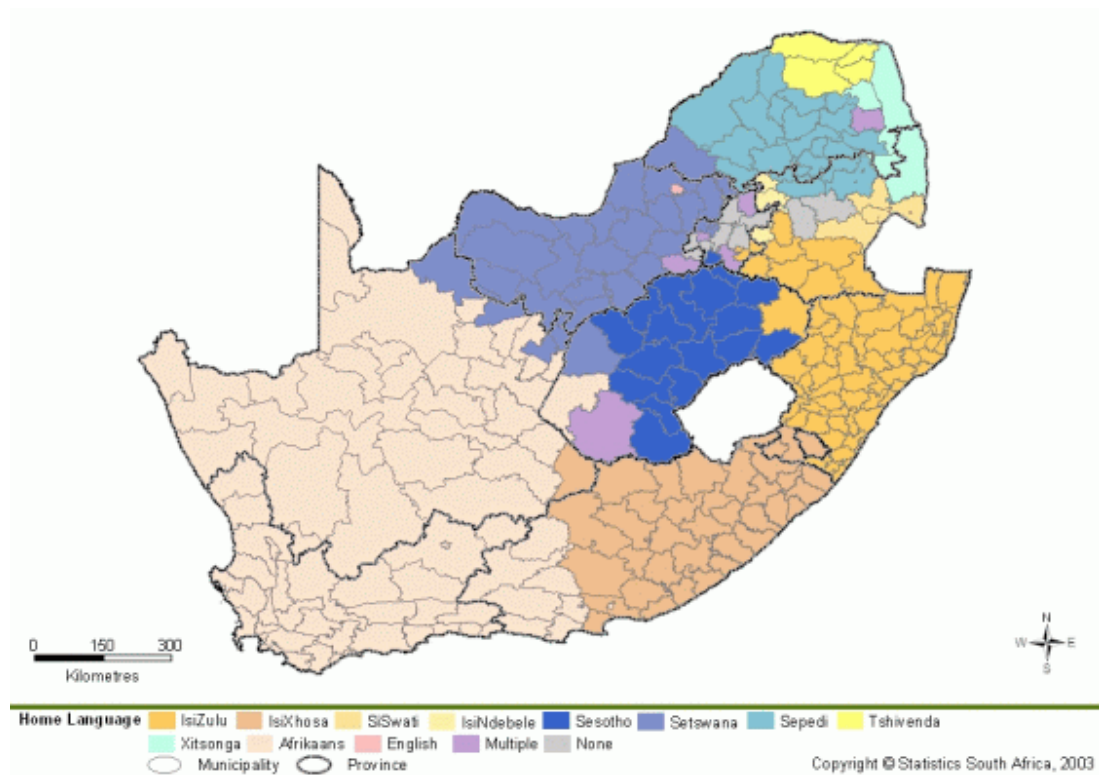 N
W E
S
0 150 300
Kilometres
Home Language IsiZulu IsiXhosa SiSwati IsiNdebele Sesotho Setswana Sepedi Tshivenda
Xitsonga Afrikaans English Multiple None
Municipality Province
Copyright © Statistics South Africa, 2003